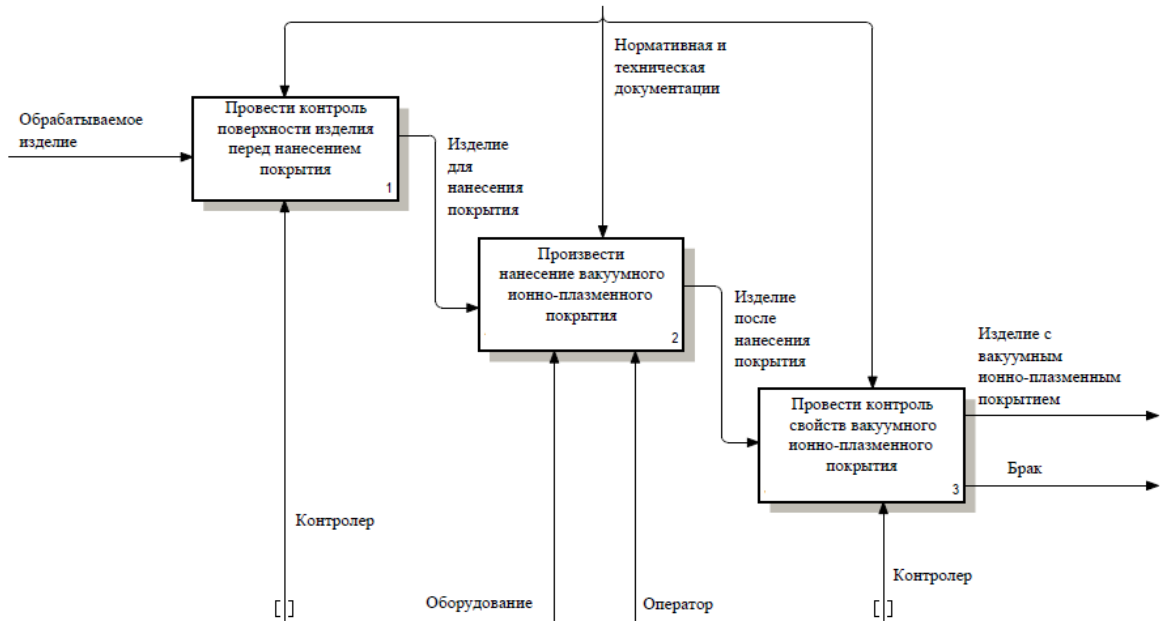 Нормативная и
техническая
документации
Обрабатываемое
изделие
Провести контроль
поверхности изделия
перед нанесением
покрытия
1
Изделие
для
нанесения
покрытия
Произвести
нанесение вакуумного
ионно-плазменного
покрытия
2
Изделие
после
нанесения
покрытия
Изделие с
вакуумным
ионно-плазменным
покрытием
Провести контроль
свойств вакуумного
ионно-плазменного
покрытия
3
Брак
Контролер
Оборудование
Оператор
Контролер